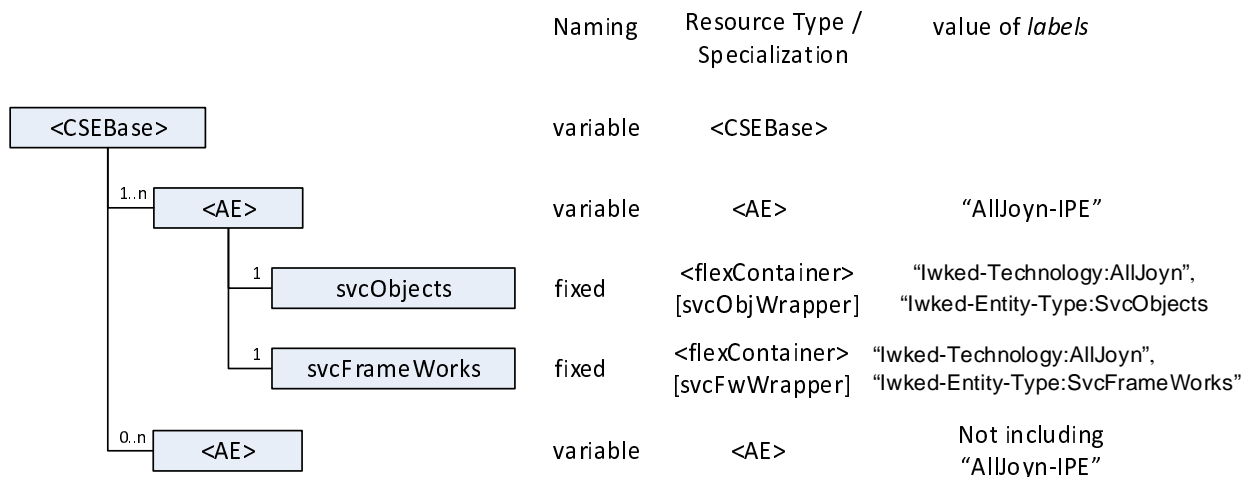 Naming Resource Type / value of labels
Specialization
<CSEBase> variable <CSEBase>
1..n <AE> variable <AE> “AllJoyn-IPE”
1 svcObjects fixed <flexContainer> “Iwked-Technology:AllJoyn”,
[svcObjWrapper] “Iwked-Entity-Type:SvcObjects
1 svcFrameWorks fixed <flexContainer> “Iwked-Technology:AllJoyn”,
[svcFwWrapper] “Iwked-Entity-Type:SvcFrameWorks”
0..n <AE> variable <AE> Not including
“AllJoyn-IPE”